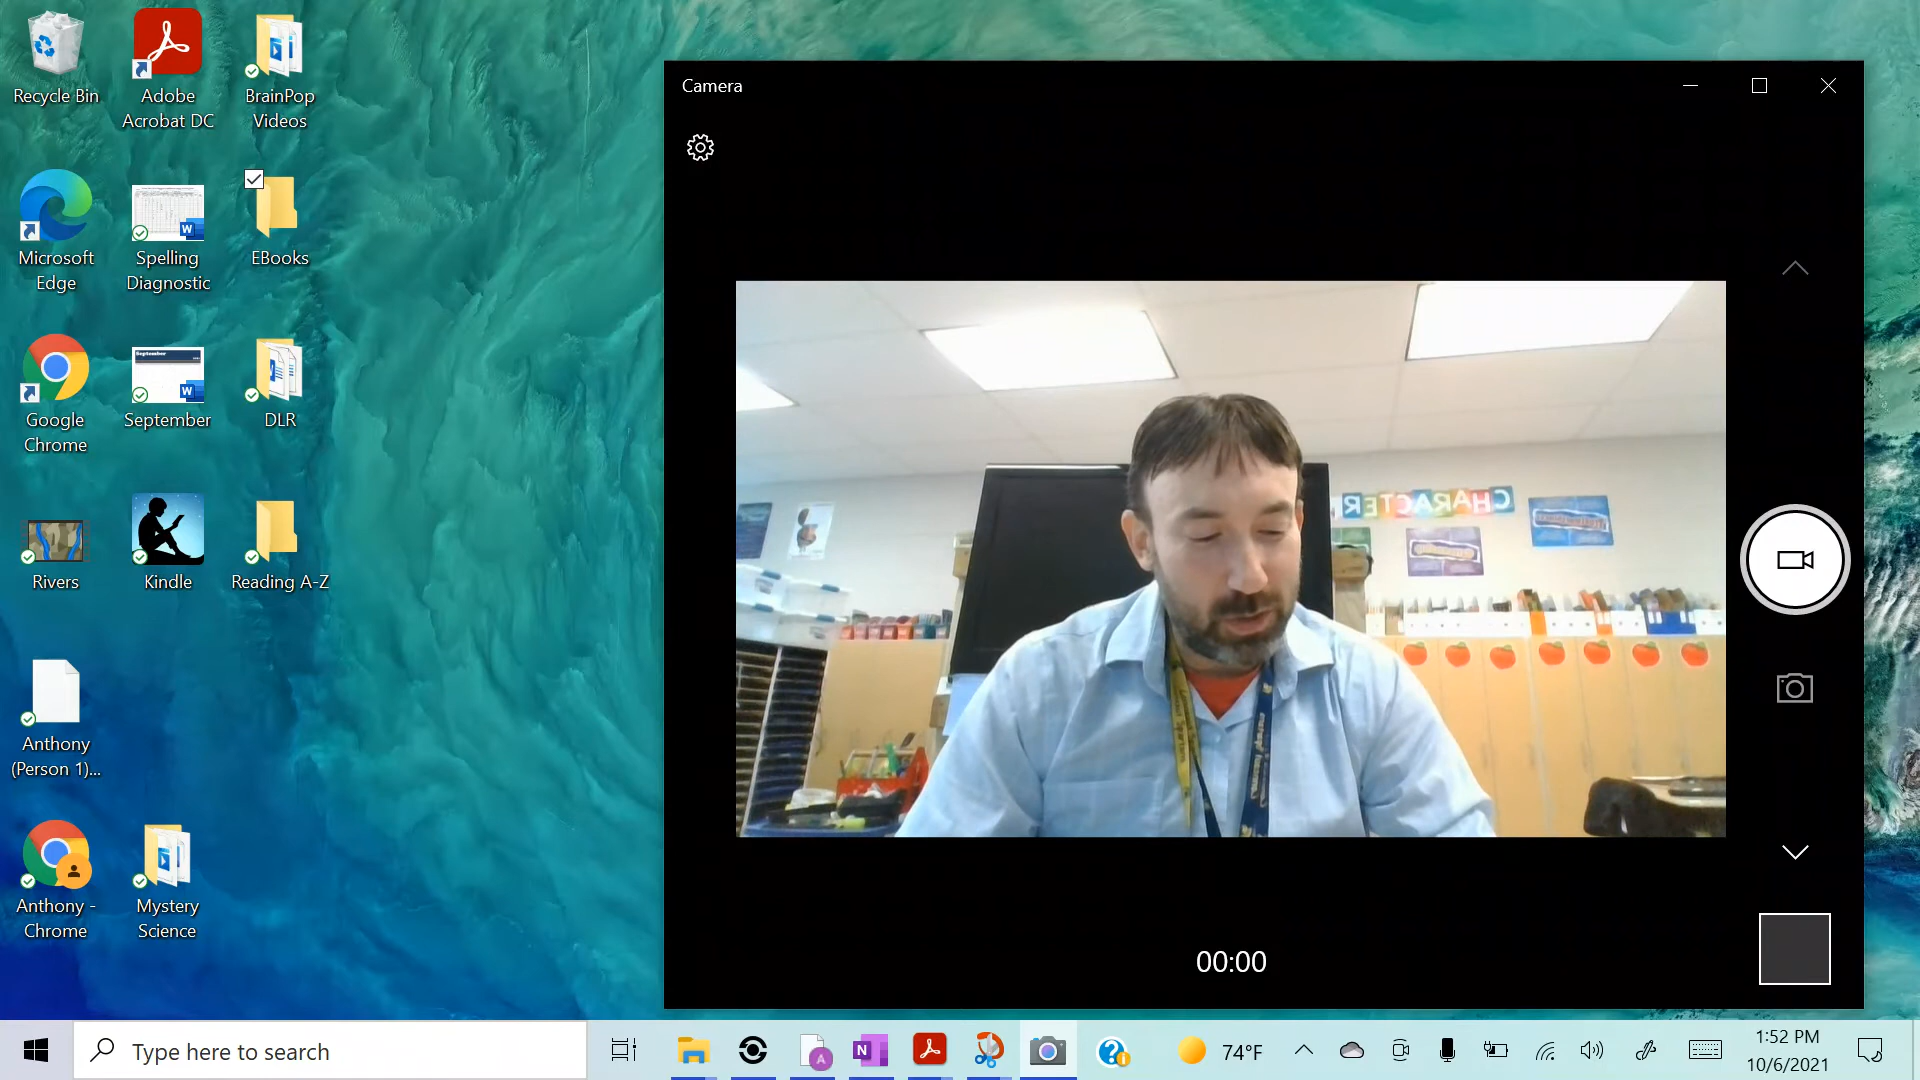 Recycle Bin
Adobe
Acrobat DC
BrainPop
Videos
Microsoft
Edge
Spelling
Diagnostic
EBooks
Google
Chrome
September
September
DLR
Rivers
Kindle
Reading A-Z
Anthony
(Person 1)...
Anthony -
Chrome
Mystery
Science
Camera
CHARACTER
00:00
Type here to search
74°F
1:52 PM
10/6/2021